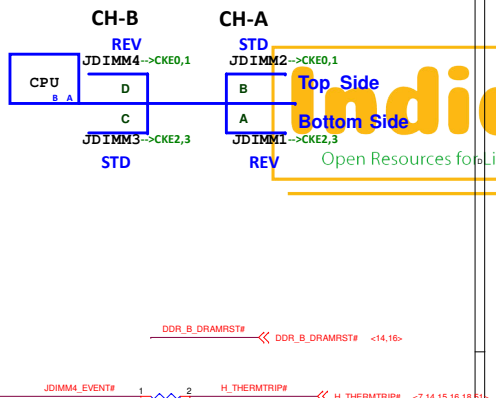 CH-B CH-A
REV STD
JDIMM4-->CKE0,1 JDIMM2-->CKE0,1
CPU D B Top Side
B A
C A Bottom Side
JDIMM3-->CKE2,3 JDIMM1-->CKE2,3
STD REV
Open Resources for Li
DDR_B_DRAMRST# DDR_B_DRAMRST# <14,16>
JDIMM4_EVENT# 1 2 H_THERMTRIP# H_THERMTRIP#